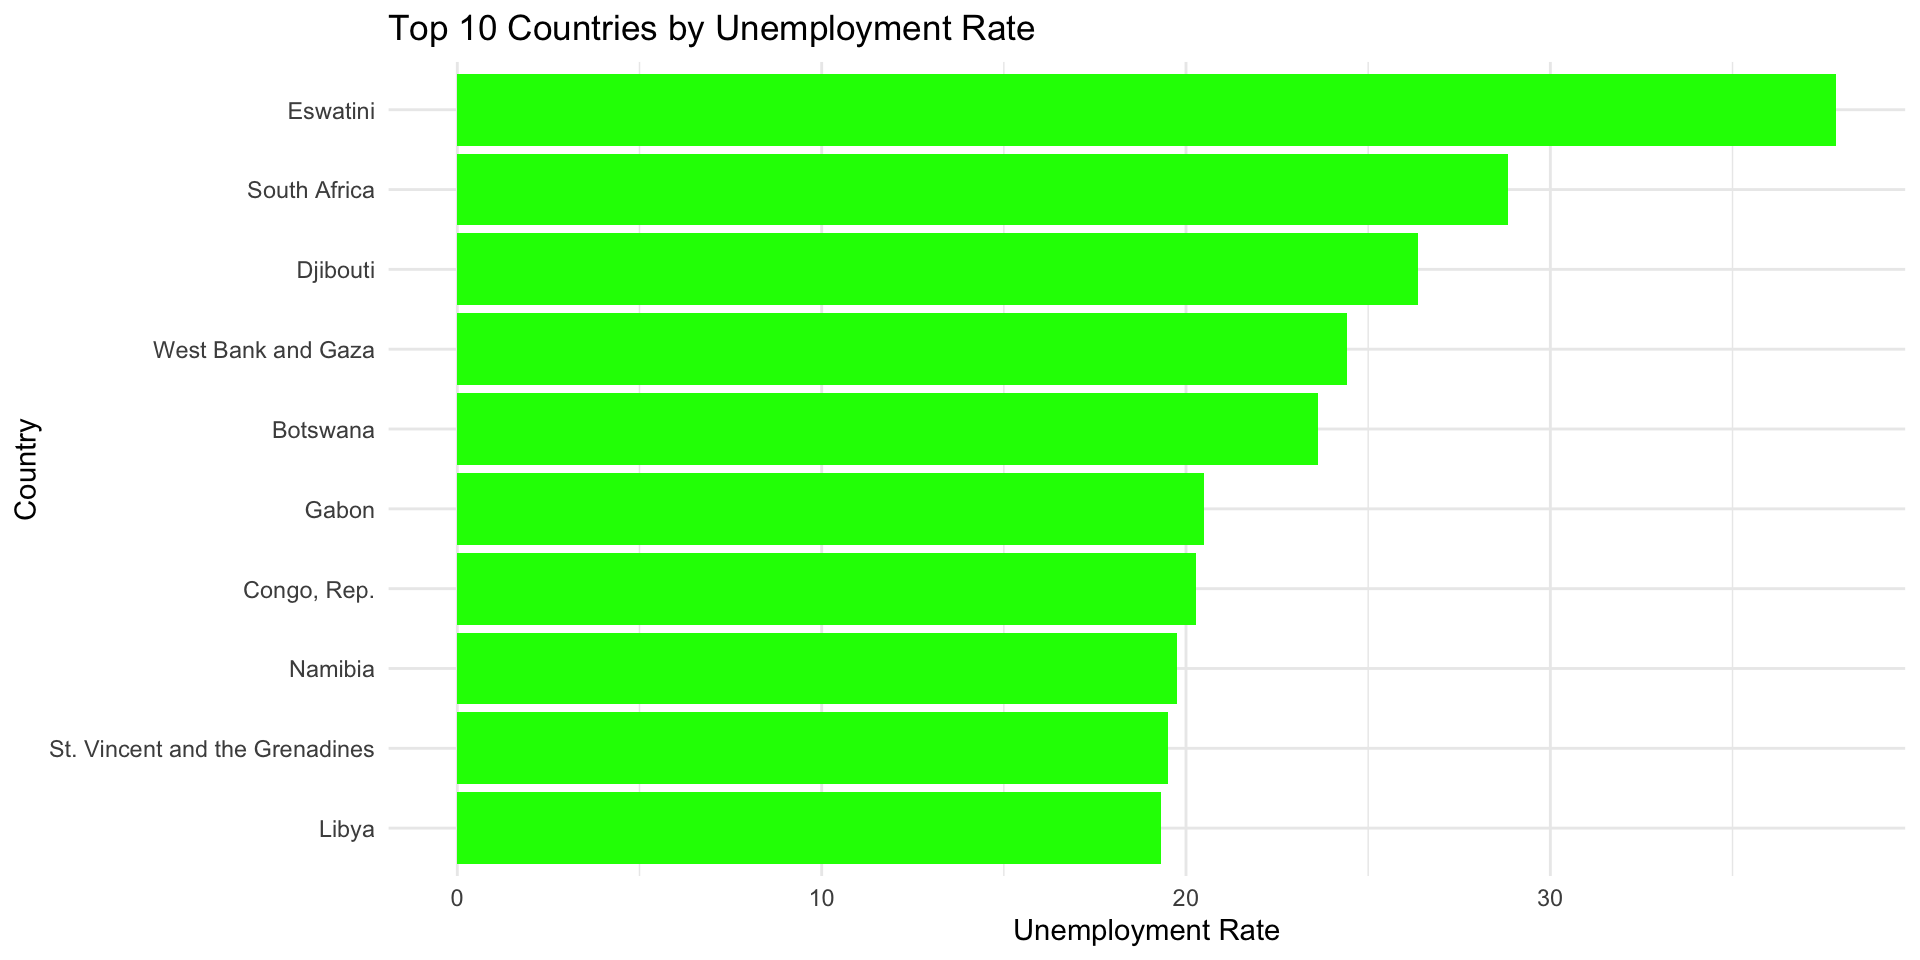 Top 10 Countries by Unemployment Rate
Eswatini
South Africa
Djibouti
West Bank and Gaza
Botswana
Gabon
Congo, Rep.
Namibia
St. Vincent and the Grenadines
Libya
Country
0 10 20 30
Unemployment Rate